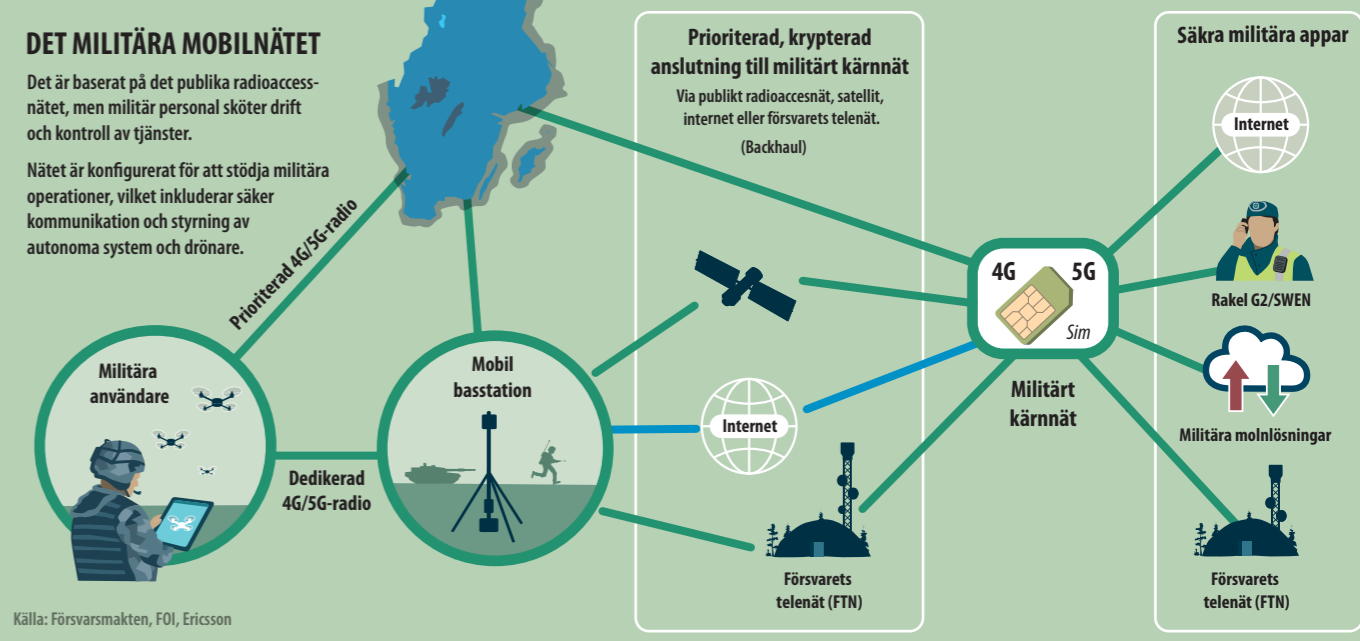 DET MILITÄRA MOBILNÄTET
Det är baserat på det publika radioaccess-
nätet, men militär personal sköter drift
och kontroll av tjänster.
Nätet är konfigurerat för att stödja militära
operationer, vilket inkluderar säker
kommunikation och styrning av
autonoma system och drönare.
Prioriterad 4G/5G-radio
Militära
användare
Dedikerad
4G/5G-radio
Mobil
basstation
Prioriterad, krypterad
anslutning till militärt kärnnät
Via publikt radioaccesnät, satellit,
internet eller försvarets telenät.
(Backhaul)
Internet
Försvarets
telenät (FTN)
4G
5G
Sim
Militärt
kärnnät
Säkra militära appar
Internet
Rakel G2/SWEN
Militära molnlösningar
Försvarets
telenät (FTN)
Källa: Försvarsmakten, FOI, Ericsson